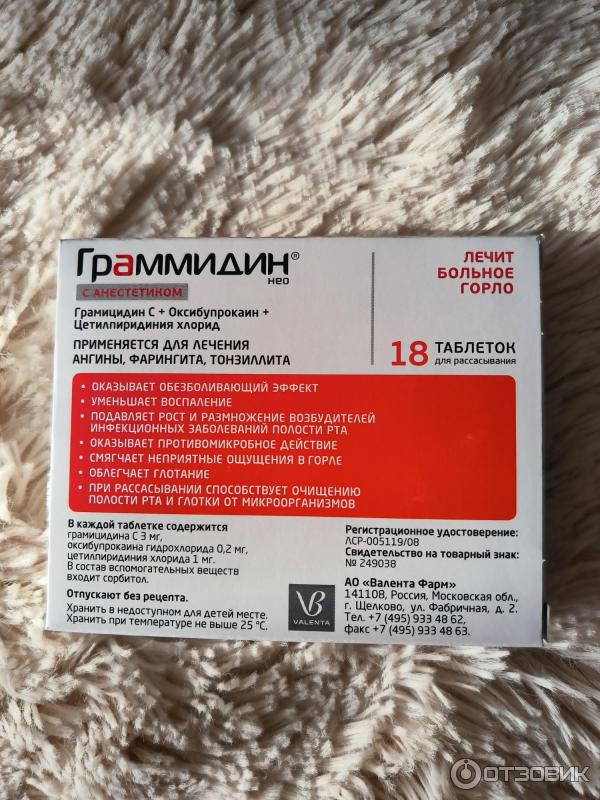 Граммидин®
нео
С АНЕСТЕТИКОМ
Грамицидин С + Оксибупрокаин +
Цетилпиридиния хлорид
ПРИМЕНЯЕТСЯ ДЛЯ ЛЕЧЕНИЯ
АНГИНЫ, ФАРИНГИТА, ТОНЗИЛЛИТА
ЛЕЧИТ
БОЛЬНОЕ
ГОРЛО
18 ТАБЛЕТОК
для рассасывания
• ОКАЗЫВАЕТ ОБЕЗБОЛИВАЮЩИЙ ЭФФЕКТ
• УМЕНЬШАЕТ ВОСПАЛЕНИЕ
• ПОДАВЛЯЕТ РОСТ И РАЗМНОЖЕНИЕ ВОЗБУДИТЕЛЕЙ
ИНФЕКЦИОННЫХ ЗАБОЛЕВАНИЙ ПОЛОСТИ РТА
• ОКАЗЫВАЕТ ПРОТИВОМИКРОБНОЕ ДЕЙСТВИЕ
• СМЯГЧАЕТ НЕПРИЯТНЫЕ ОЩУЩЕНИЯ В ГОРЛЕ
• ОБЛЕГЧАЕТ ГЛОТАНИЕ
• ПРИ РАССАСЫВАНИИ СПОСОБСТВУЕТ ОЧИЩЕНИЮ
ПОЛОСТИ РТА И ГЛОТКИ ОТ МИКРООРГАНИЗМОВ
В каждой таблетке содержится
грамицидина С 3 мг,
оксибупрокаина гидрохлорида 0,2 мг,
цетилпиридиния хлорида 1 мг.
В состав вспомогательных веществ
входит сорбитол.
Отпускают без рецепта.
Хранить в недоступном для детей месте.
Хранить при температуре не выше 25 °С.
VALENTA
Регистрационное удостоверение:
ЛСР-005119/08
Свидетельство на товарный знак:
№ 249038
АО «Валента Фарм»
141108, Россия, Московская обл.,
г. Щелково, ул. Фабричная, д. 2.
Тел. +7 (495) 933 48 62,
факс +7 (495) 933 48 63.
ОТЗОВИК